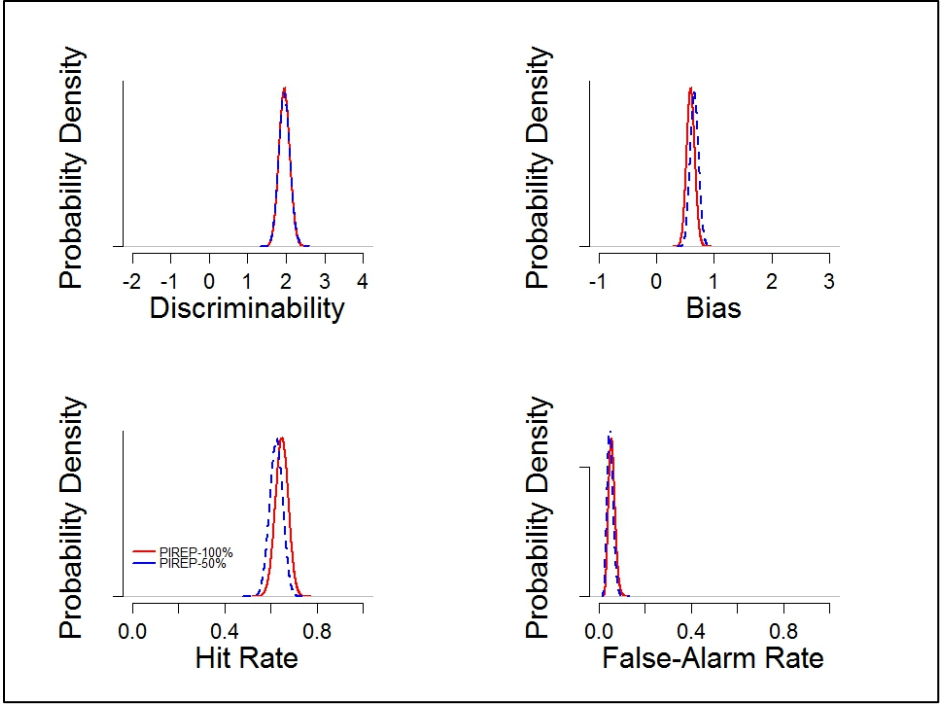 Probability Density
-2 -1 0 1 2 3 4
Discriminability
Probability Density
-1 0 1 2 3
Bias
Probability Density
PIREP-100%
PIREP-50%
0.0 0.4 0.8
Hit Rate
Probability Density
0.0 0.4 0.8
False-Alarm Rate